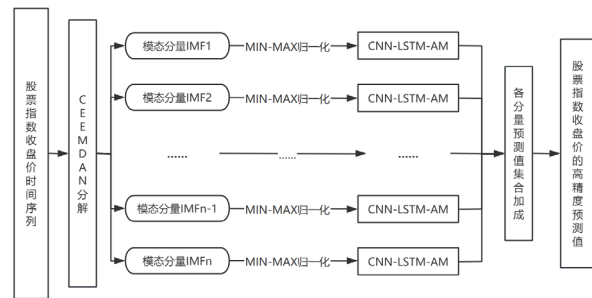 股票指数收盘价时间序列
CEEMDAN分解
模态分量IMF1
MIN-MAX归一化
CNN-LSTM-AM
模态分量IMF2
MIN-MAX归一化
CNN-LSTM-AM
......
......
......
模态分量IMFn-1
MIN-MAX归一化
CNN-LSTM-AM
模态分量IMFn
MIN-MAX归一化
CNN-LSTM-AM
各分量预测值集合加成
股票指数收盘价的高精度预测值